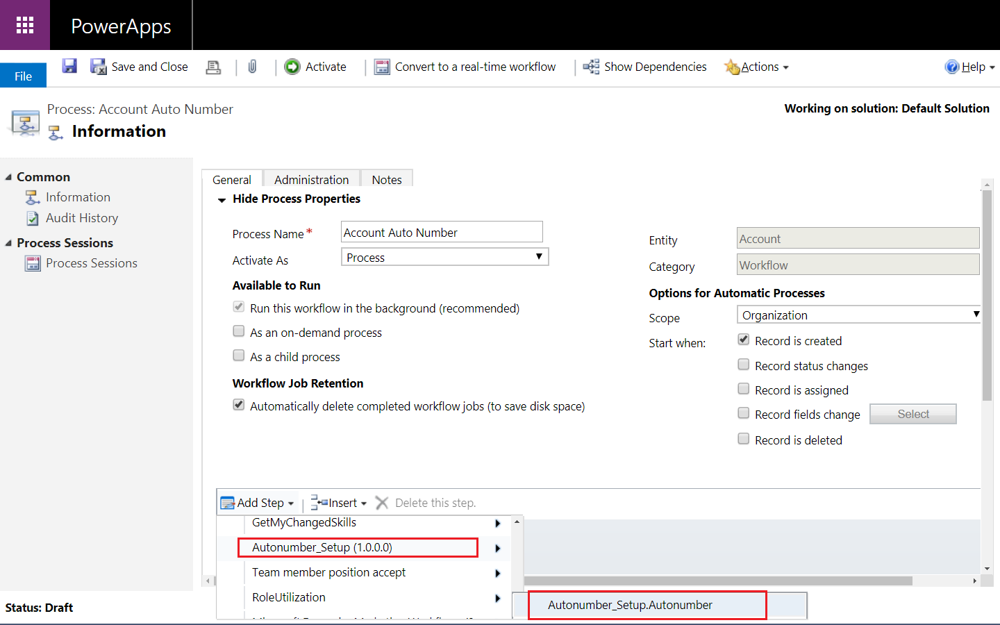 PowerApps
File
Save and Close
Activate
Convert to a real-time workflow
Show Dependencies
Actions
Help
Process: Account Auto Number
Information
Working on solution: Default Solution
Common
Information
Audit History
Process Sessions
Process Sessions
General
Administration
Notes
Hide Process Properties
Process Name *
Account Auto Number
Activate As
Process
Available to Run
Run this workflow in the background (recommended)
As an on-demand process
As a child process
Workflow Job Retention
Automatically delete completed workflow jobs (to save disk space)
Entity
Account
Category
Workflow
Options for Automatic Processes
Scope
Organization
Start when:
Record is created
Record status changes
Record is assigned
Record fields change
Select
Record is deleted
Add Step
Insert
Delete this step.
GetMyChangedSkills
Autonumber_Setup (1.0.0.0)
Team member position accept
RoleUtilization
Autonumber_Setup.Autonumber
Status: Draft